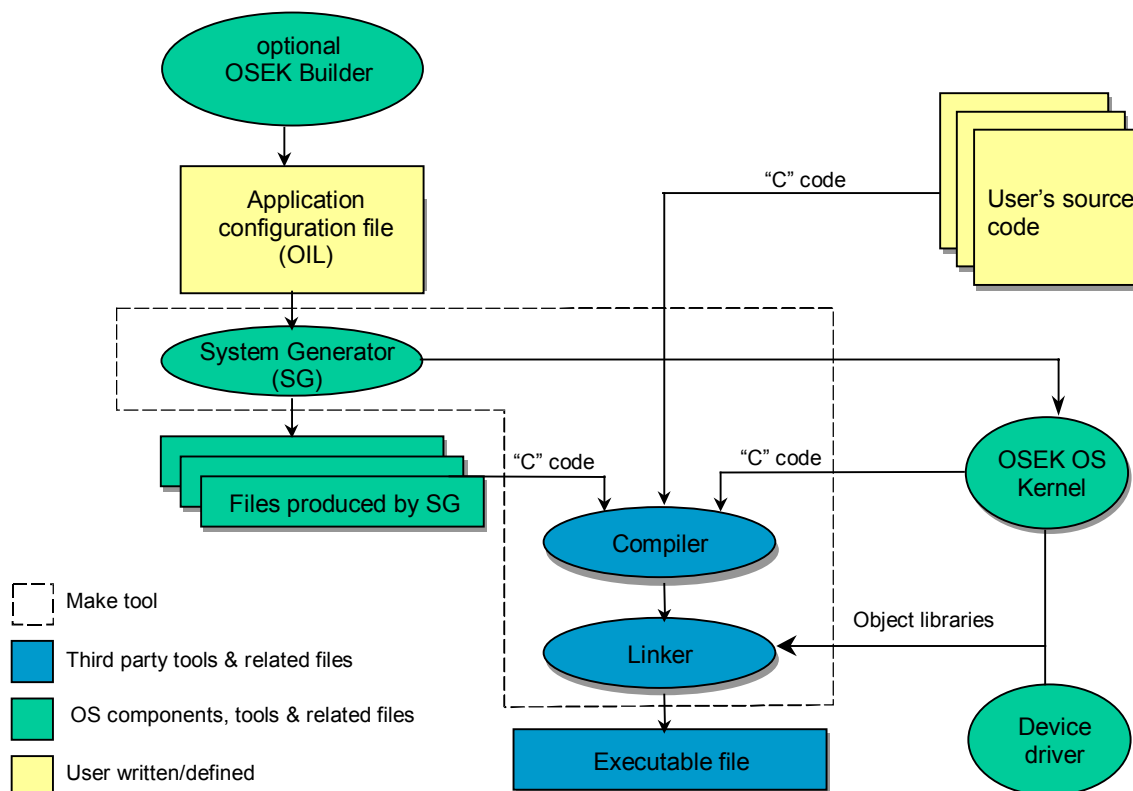 optional
OSEK Builder
Application
configuration file
(OIL)
“C” code
User's source
code
System Generator
(SG)
“C” code
“C” code
OSEK OS
Kernel
Files produced by SG
Compiler
Make tool
Object libraries
Third party tools & related files
Linker
OS components, tools & related files
Device
driver
Executable file
User written/defined